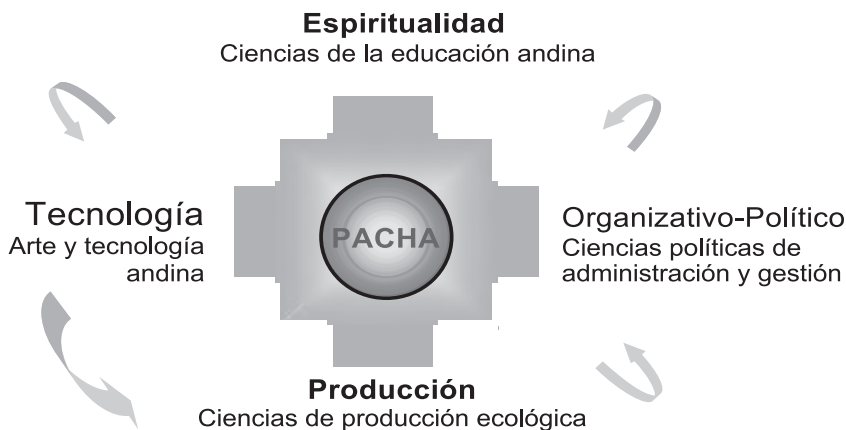 Espiritualidad
Ciencias de la educación andina
Tecnología
Arte y tecnología
andina
PACHA
Organizativo-Político
Ciencias políticas de
administración y gestión
Producción
Ciencias de producción ecológica